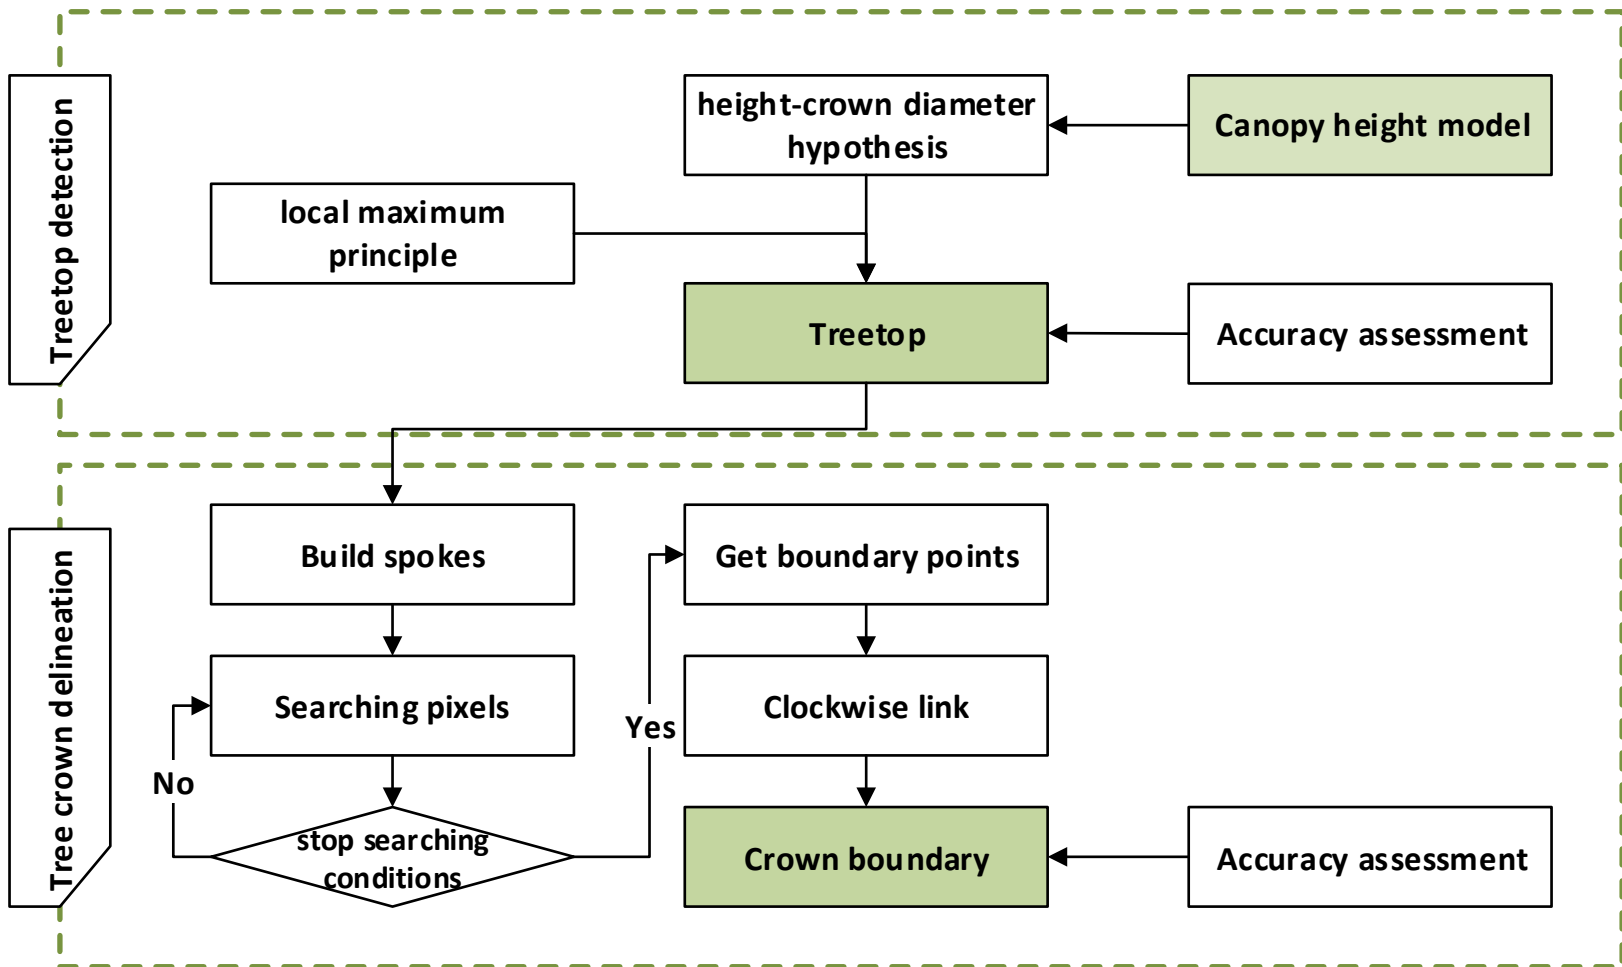 Treetop detection
height-crown diameter
hypothesis
Canopy height model
local maximum
principle
Treetop
Accuracy assessment
Tree crown delineation
Build spokes
Get boundary points
Searching pixels
Clockwise link
Yes
No
stop searching
conditions
Crown boundary
Accuracy assessment